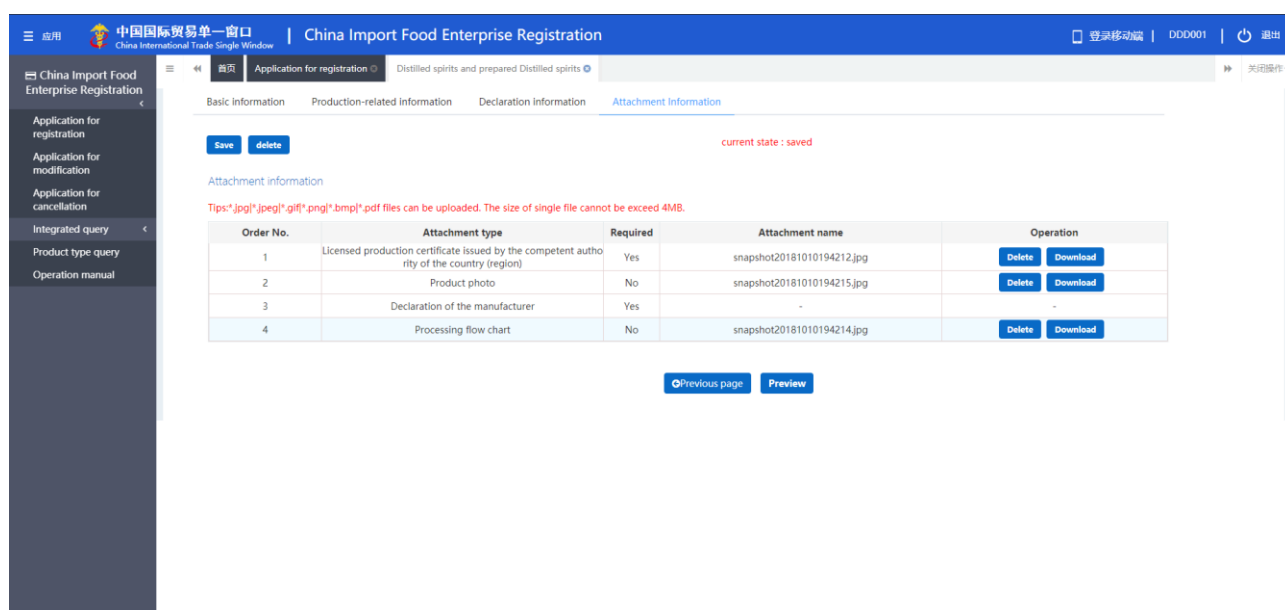 应用
中国国际贸易单一窗口
China International Trade Single Window
China Import Food Enterprise Registration
登录移动端 | DDD001 | 退出
China Import Food
Enterprise Registration
首页
Application for registration
Distilled spirits and prepared Distilled spirits
关闭操作
Basic information
Production-related information
Declaration information
Attachment Information
Application for
registration
Application for
modification
Application for
cancellation
Integrated query
Product type query
Operation manual
Save
delete
current state : saved
Attachment information
Tips:*.jpg|*.jpeg|*.gif|*.png|*.bmp|*.pdf files can be uploaded. The size of single file cannot be exceed 4MB.
Order No. Attachment type Required Attachment name Operation
1 Licensed production certificate issued by the competent autho
rity of the country (region) Yes snapshot20181010194212.jpg Delete Download
2 Product photo No snapshot20181010194215.jpg Delete Download
3 Declaration of the manufacturer Yes - -
4 Processing flow chart No snapshot20181010194214.jpg Delete Download
Previous page
Preview